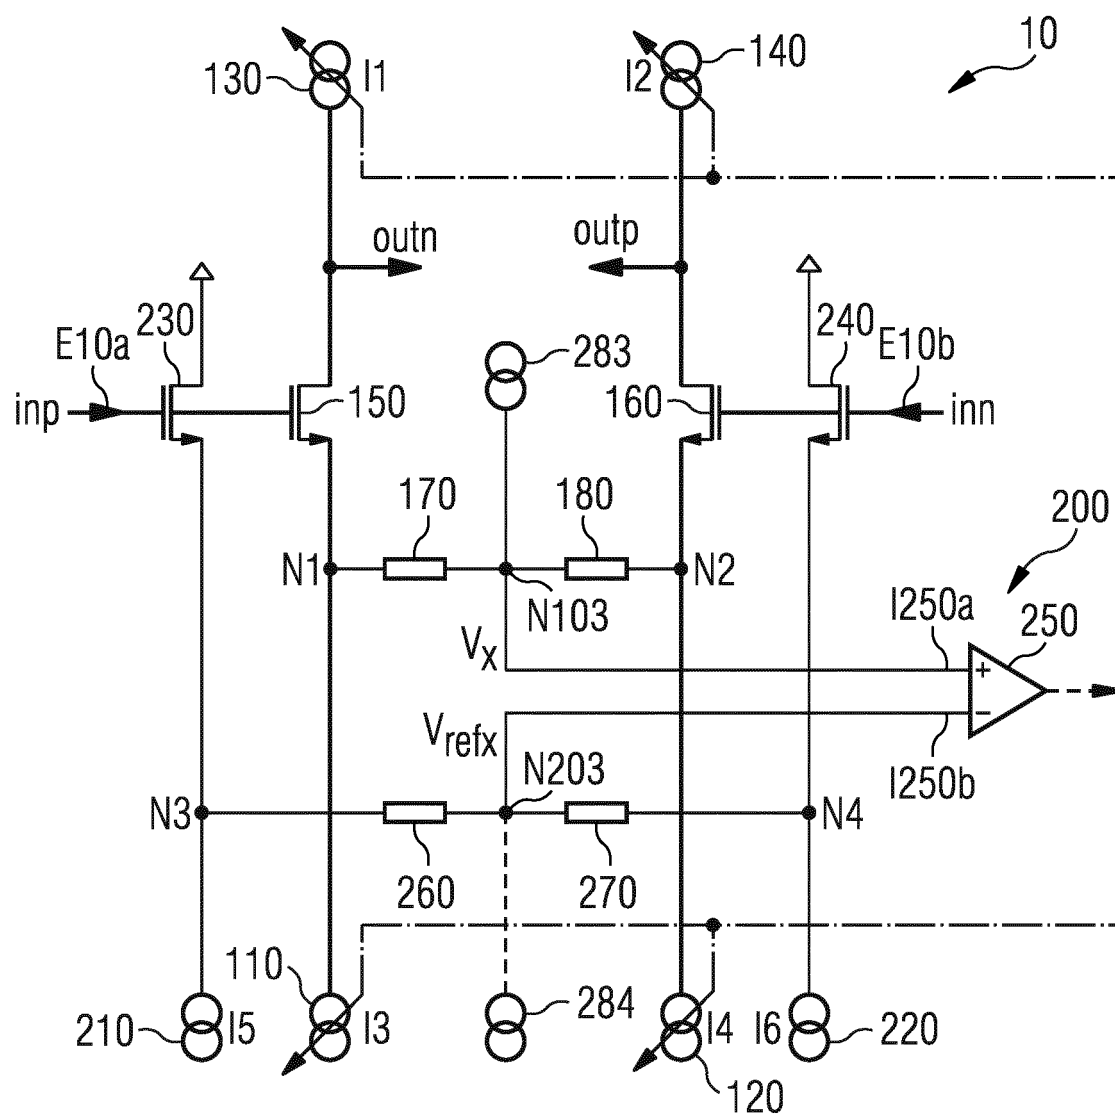 10
130
I1
I2
140
outn
outp
230
240
E10a
E10b
283
inp
150
160
inn
170
180
200
N1
N2
N103
I250a
250
Vx
+
−
Vrefx
N203
I250b
N3
N4
260
270
110
210
I5
I3
284
I4
I6
220
120